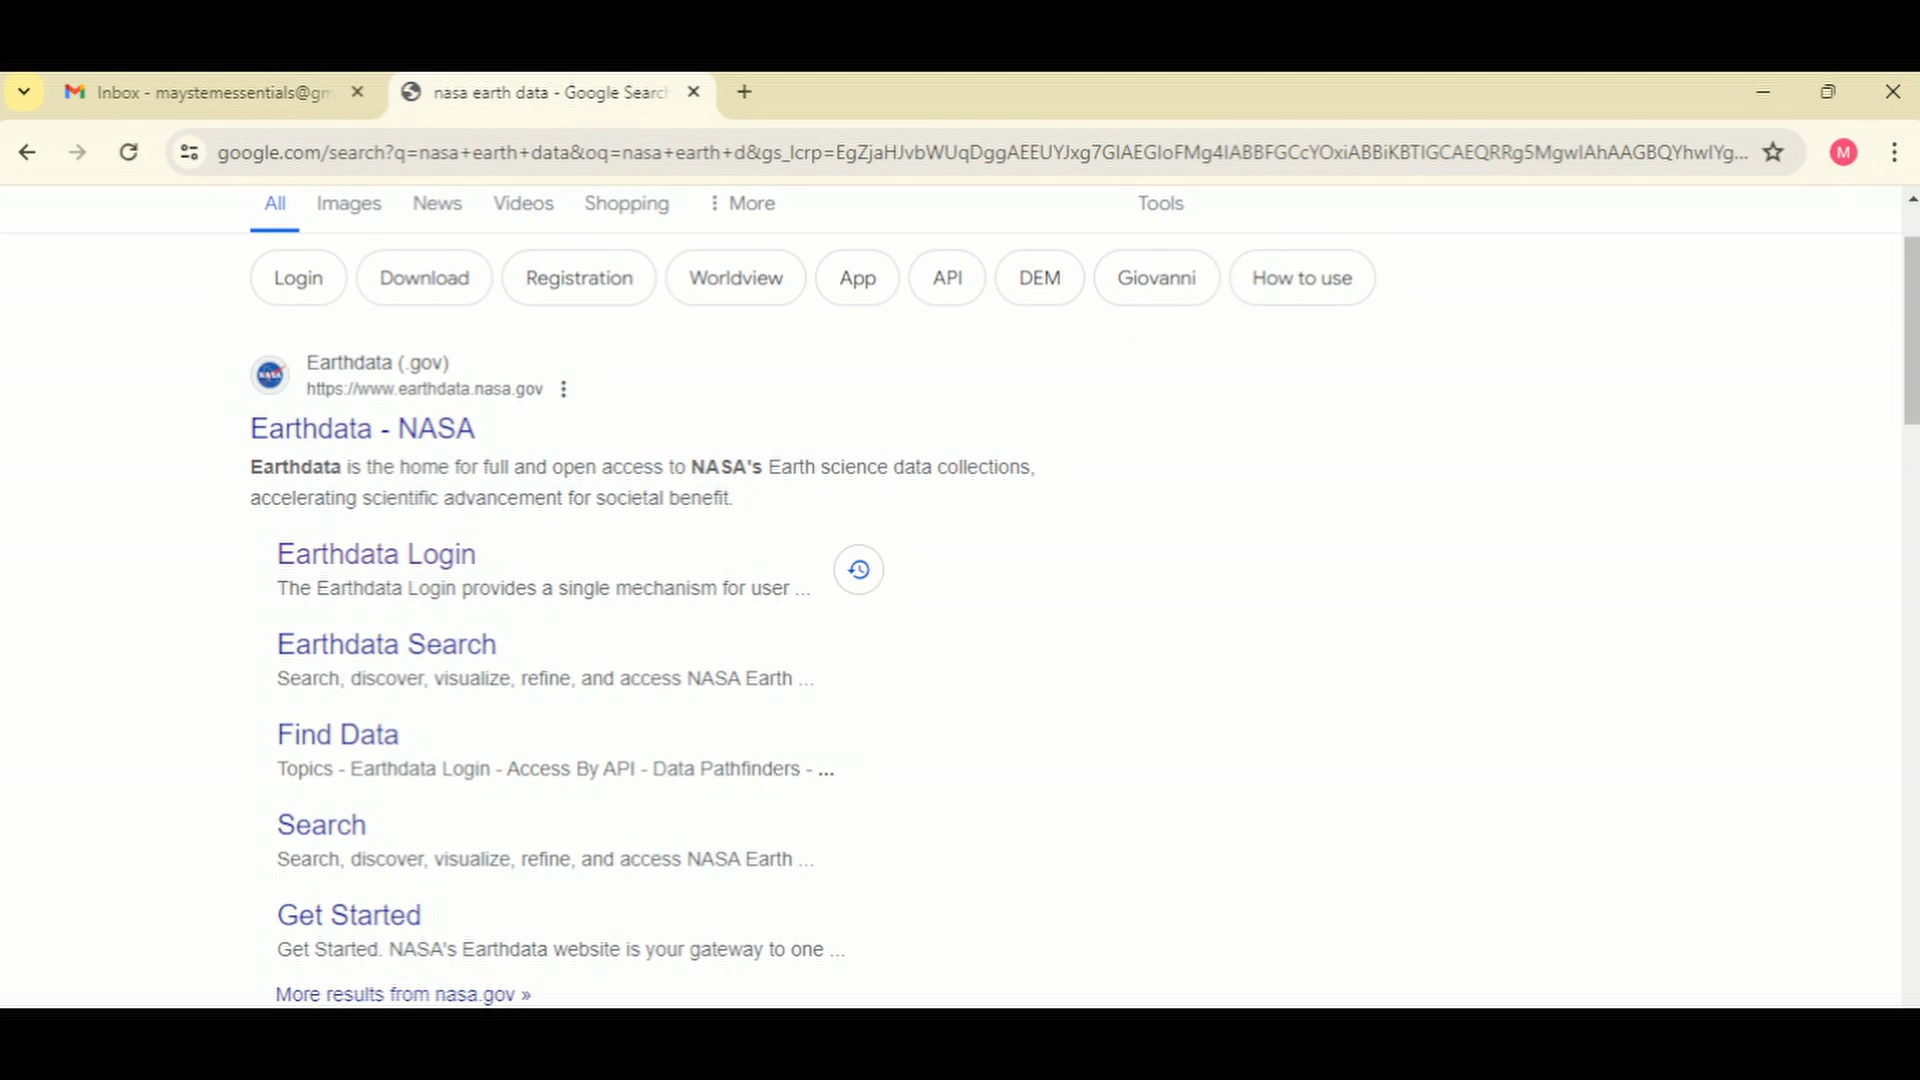 Inbox - maystemessentials@gm
nasa earth data - Google Search
google.com/search?q=nasa+earth+data&oq=nasa+earth+d&gs_lcrp=EgZjaHJvbWUqDggAEEUYJxg7GIAEGIoFMg4IABBFGCcYOxiABBiKBTIGCAEQRRg5MgwIAhAAGBQYhwIYg...
M
All Images News Videos Shopping More Tools
Login Download Registration Worldview App API DEM Giovanni How to use
NASA
Earthdata (.gov)
https://www.earthdata.nasa.gov
Earthdata - NASA
Earthdata is the home for full and open access to NASA's Earth science data collections,
accelerating scientific advancement for societal benefit.
Earthdata Login
The Earthdata Login provides a single mechanism for user ...
Earthdata Search
Search, discover, visualize, refine, and access NASA Earth ...
Find Data
Topics - Earthdata Login - Access By API - Data Pathfinders - ...
Search
Search, discover, visualize, refine, and access NASA Earth ...
Get Started
Get Started. NASA's Earthdata website is your gateway to one ...
More results from nasa.gov »